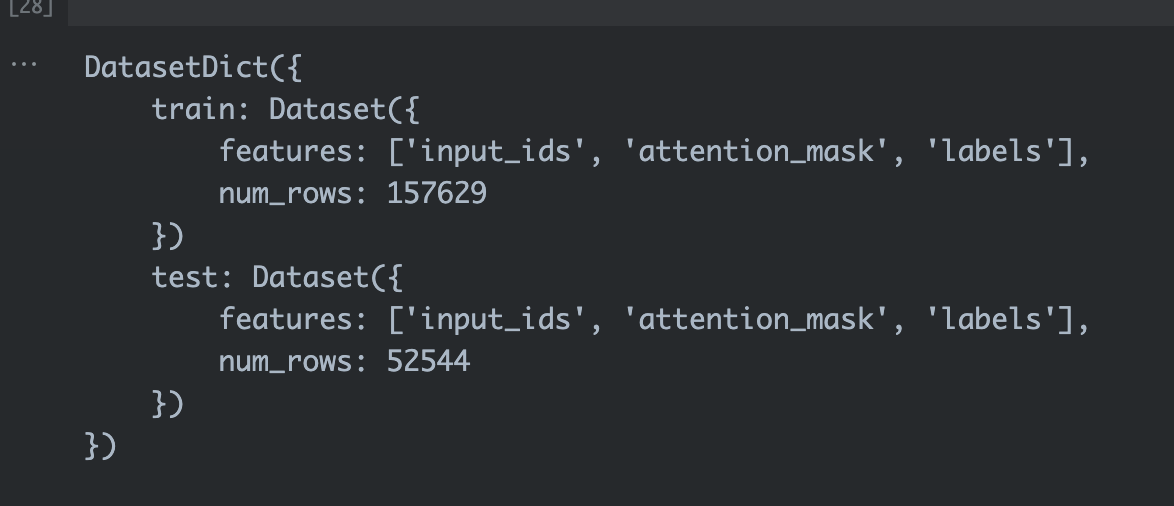 [28]
...
DatasetDict({
    train: Dataset({
        features: ['input_ids', 'attention_mask', 'labels'],
        num_rows: 157629
    })
    test: Dataset({
        features: ['input_ids', 'attention_mask', 'labels'],
        num_rows: 52544
    })
})